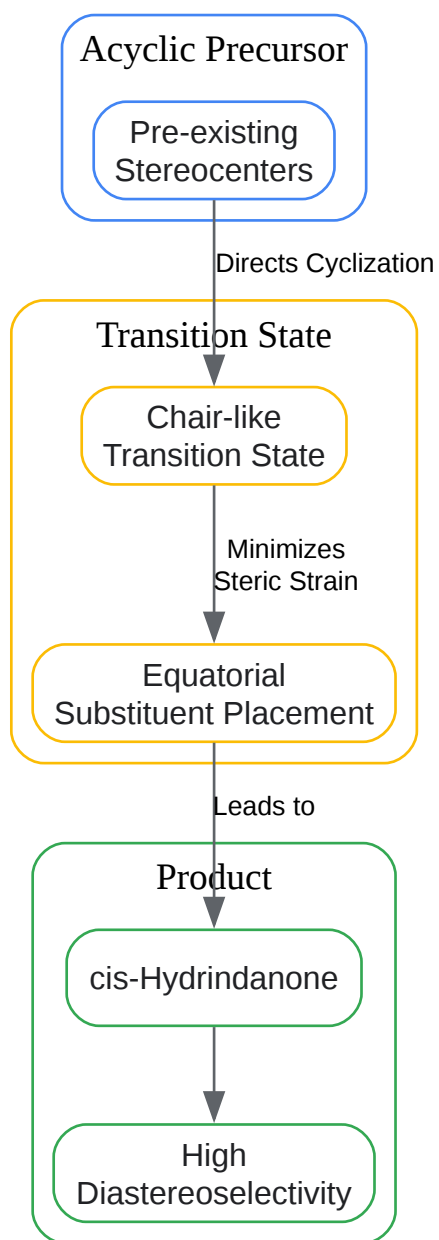 Acyclic Precursor
Pre-existing
Stereocenters
Directs Cyclization
Transition State
Chair-like
Transition State
Minimizes
Steric Strain
Equatorial
Substituent Placement
Leads to
Product
cis-Hydrindanone
High
Diastereoselectivity